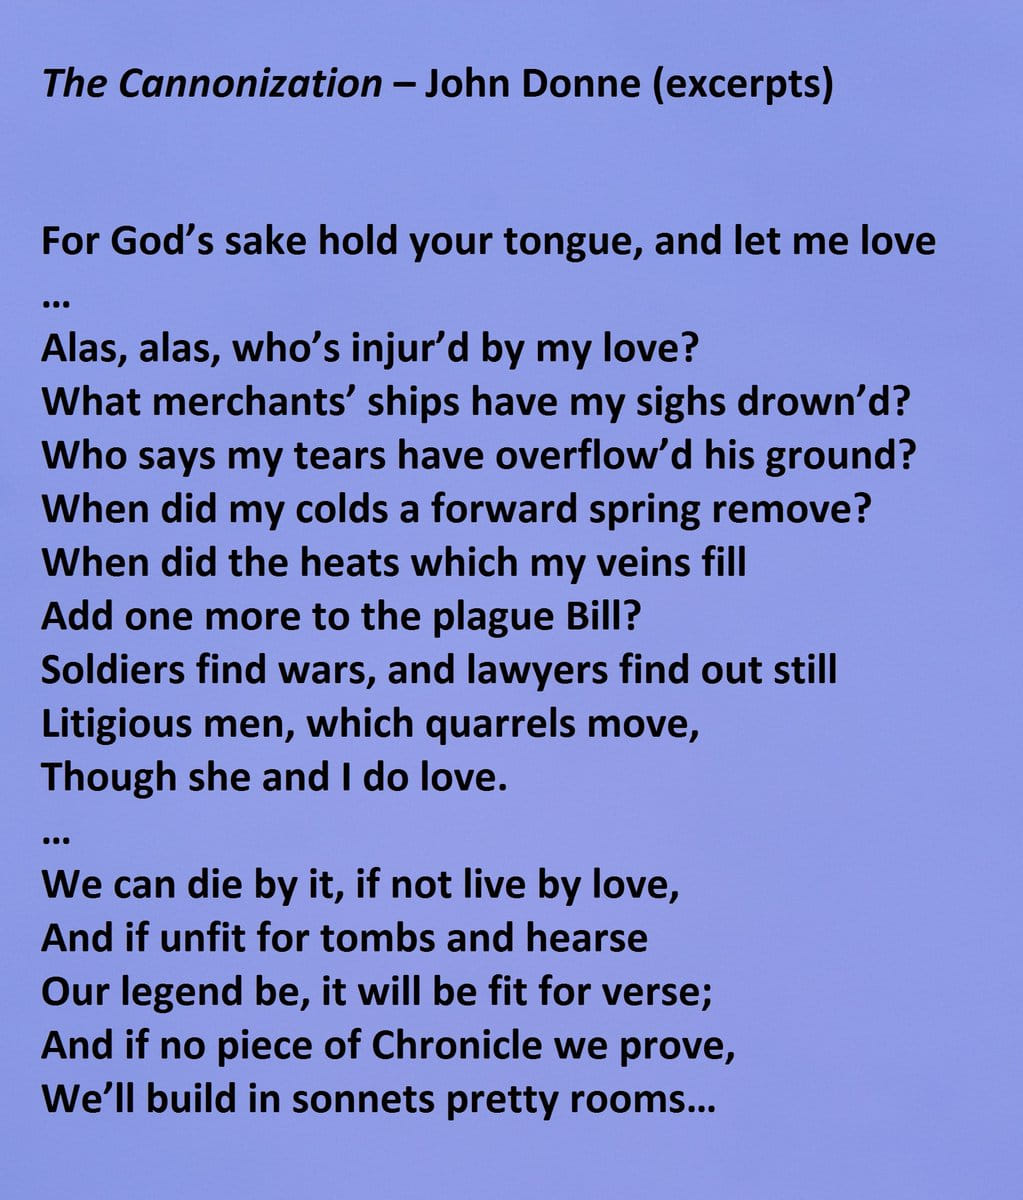 The Cannonization – John Donne (excerpts)
For God’s sake hold your tongue, and let me love
...
Alas, alas, who’s injur’d by my love?
What merchants’ ships have my sighs drown’d?
Who says my tears have overflow’d his ground?
When did my colds a forward spring remove?
When did the heats which my veins fill
Add one more to the plague Bill?
Soldiers find wars, and lawyers find out still
Litigious men, which quarrels move,
Though she and I do love.
...
We can die by it, if not live by love,
And if unfit for tombs and hearse
Our legend be, it will be fit for verse;
And if no piece of Chronicle we prove,
We’ll build in sonnets pretty rooms...